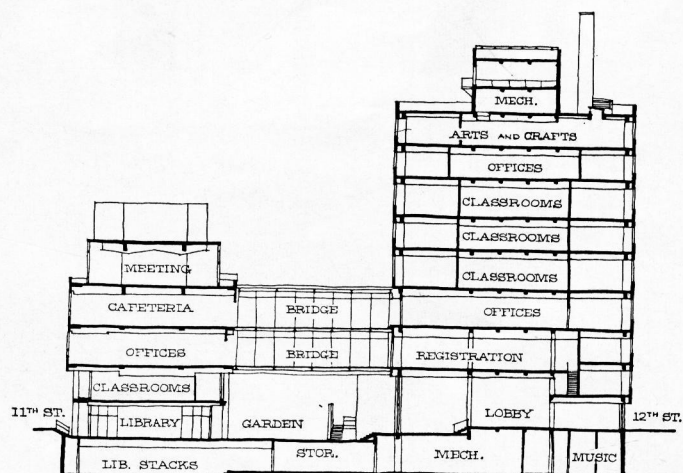 MECH.
ARTS AND CRAFTS
OFFICES
CLASSROOMS
CLASSROOMS
CLASSROOMS
MEETING
CAFETERIA
BRIDGE
OFFICES
OFFICES
BRIDGE
REGISTRATION
CLASSROOMS
11TH ST.
LIBRARY
GARDEN
LOBBY
12TH ST.
LIB. STACKS
STOR.
MECH.
MUSIC